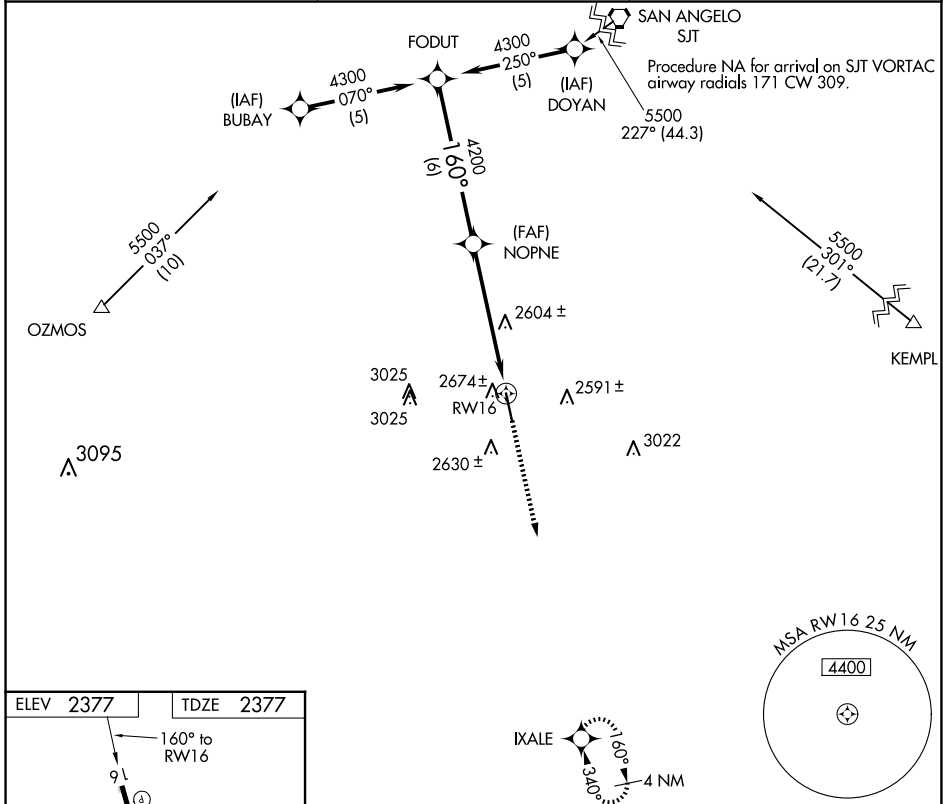 SAN ANGELO
SJT
FODUT
4300
250°
(5)
(IAF)
DOYAN
Procedure NA for arrival on SJT VORTAC
airway radials 171 CW 309.
5500
227° (44.3)
4300
070°
(5)
(IAF)
BUBAY
4200
160°
(6)
(FAF)
NOPNE
5500
037°
(10)
OZMOS
5500
301°
(21.7)
KEMPL
2604 ±
3025
3025
2674±
RW16
2591 ±
3095
2630 ±
3022
MSA RW16 25 NM
4400
ELEV 2377
TDZE 2377
160° to
RW16
16
P
IXALE
160°
340°
4 NM